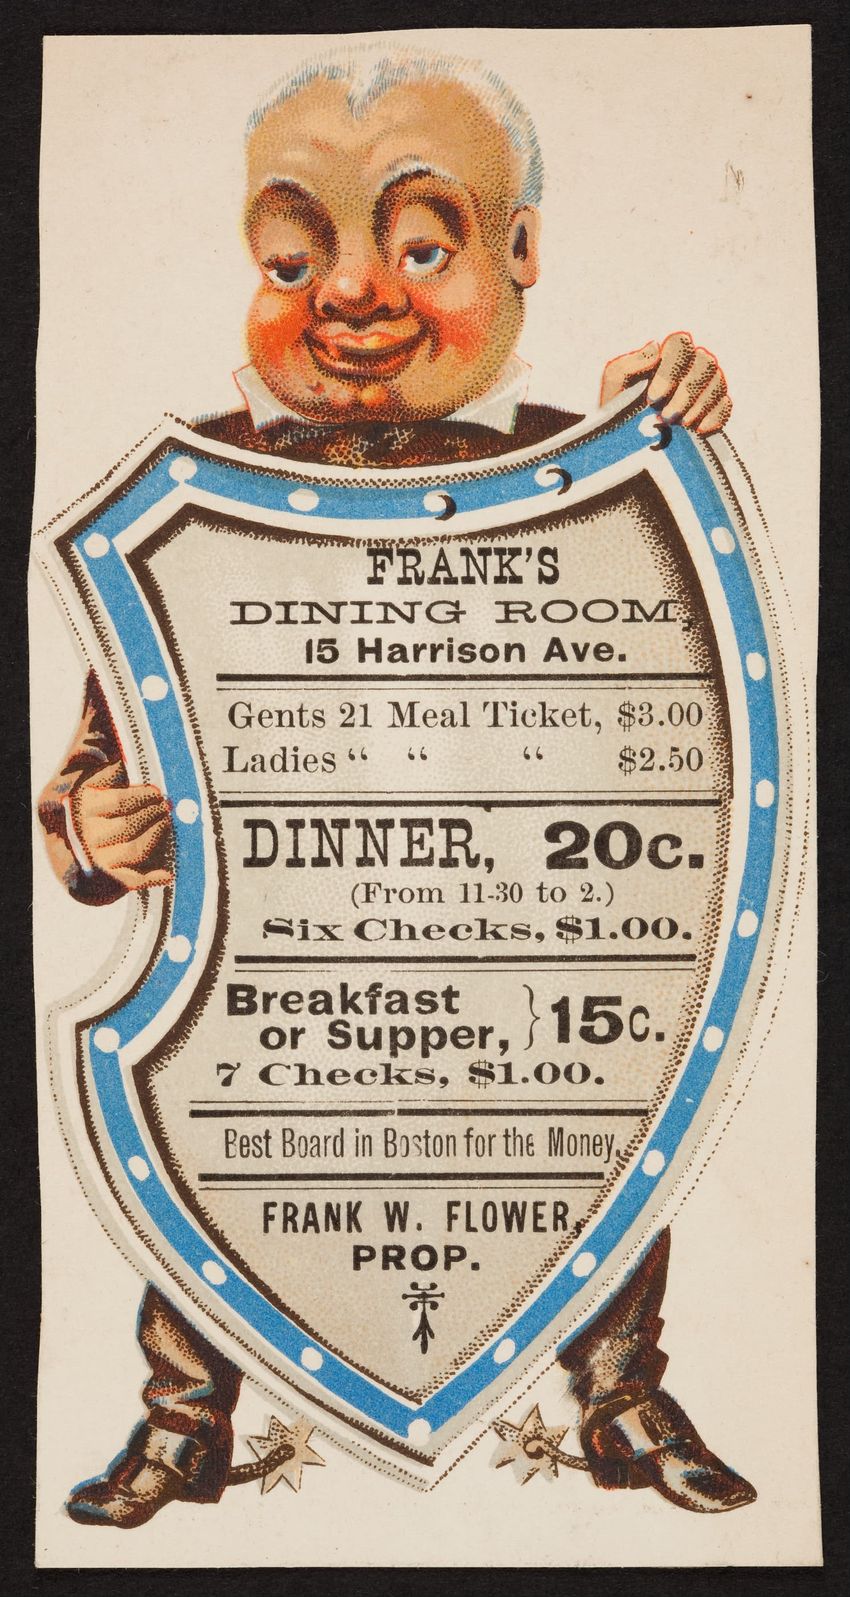 FRANK'S
DINING ROOM,
15 Harrison Ave.
Gents 21 Meal Ticket, $3.00
Ladies “ “ “ $2.50
DINNER, 20c.
(From 11-30 to 2.)
Six Checks, $1.00.
Breakfast
or Supper, } 15c.
7 Checks, $1.00.
Best Board in Boston for the Money,
FRANK W. FLOWER,
PROP.